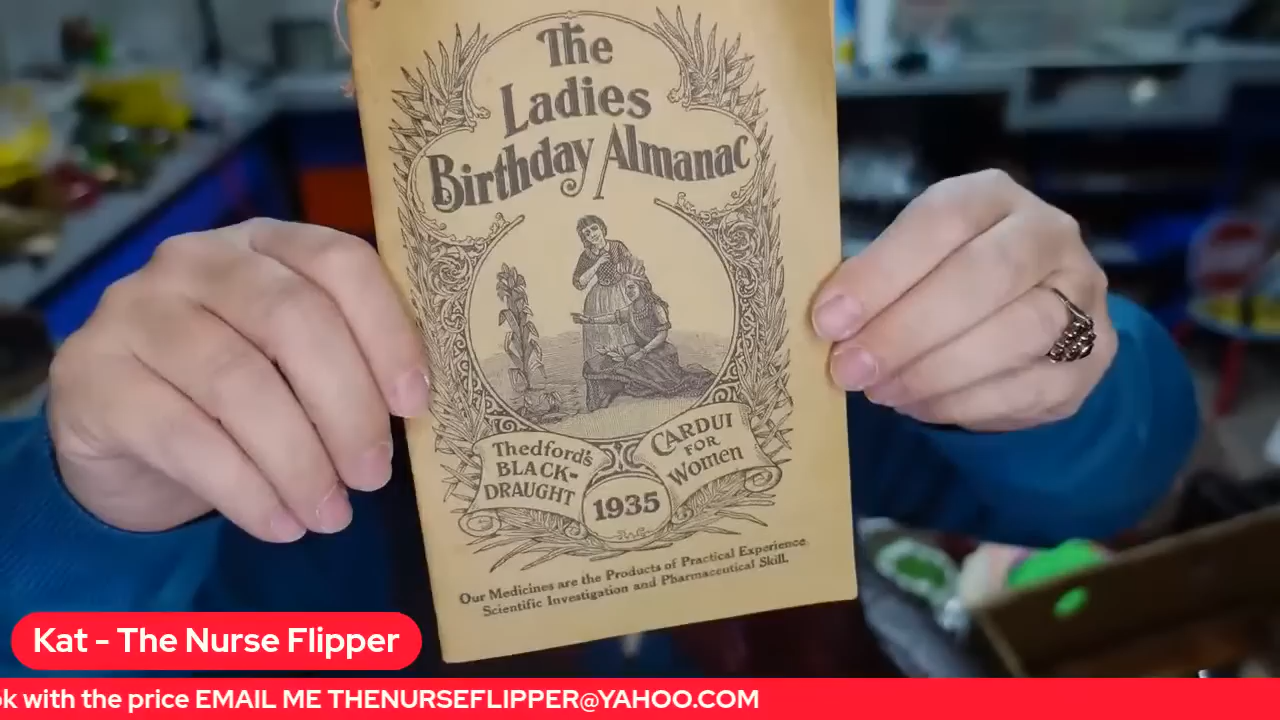 The
Ladies
Birthday Almanac
Thedford's
BLACK-
DRAUGHT
CARDUI
FOR
Women
1935
Our Medicines are the Products of Practical Experience
Scientific Investigation and Pharmaceutical Skill.
Kat - The Nurse Flipper
with the price EMAIL ME THENURSEFLIPPER@YAHOO.COM